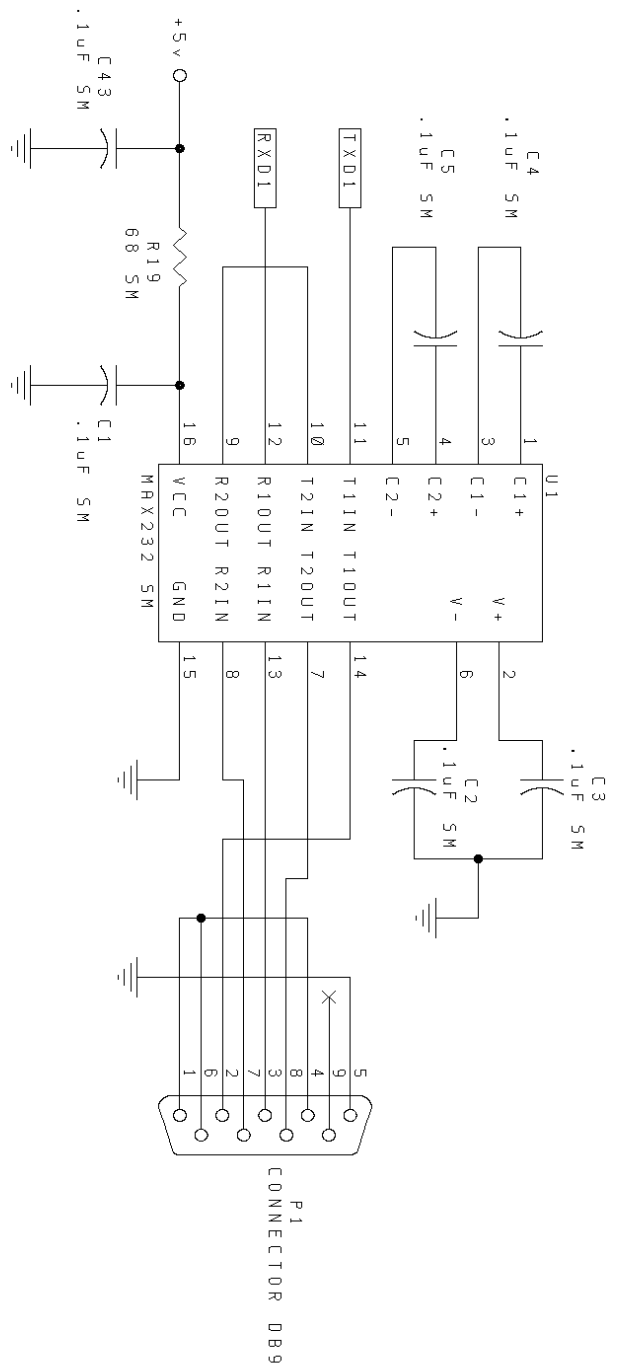 C4
.1uF SM
C5
.1uF SM
U1
1
C1+
3
C1-
4
C2+
5
C2-
V+
2
V-
6
C3
.1uF SM
C2
.1uF SM
TXD1
11
T1IN T1OUT
14
10
T2IN T2OUT
7
RXD1
12
R1OUT R1IN
13
9
R2OUT R2IN
8
+5v
16
VCC GND
15
MAX232 SM
R19
68 SM
C43
.1uF SM
C1
.1uF SM
5
9
4
8
3
7
2
6
1
P1
CONNECTOR DB9